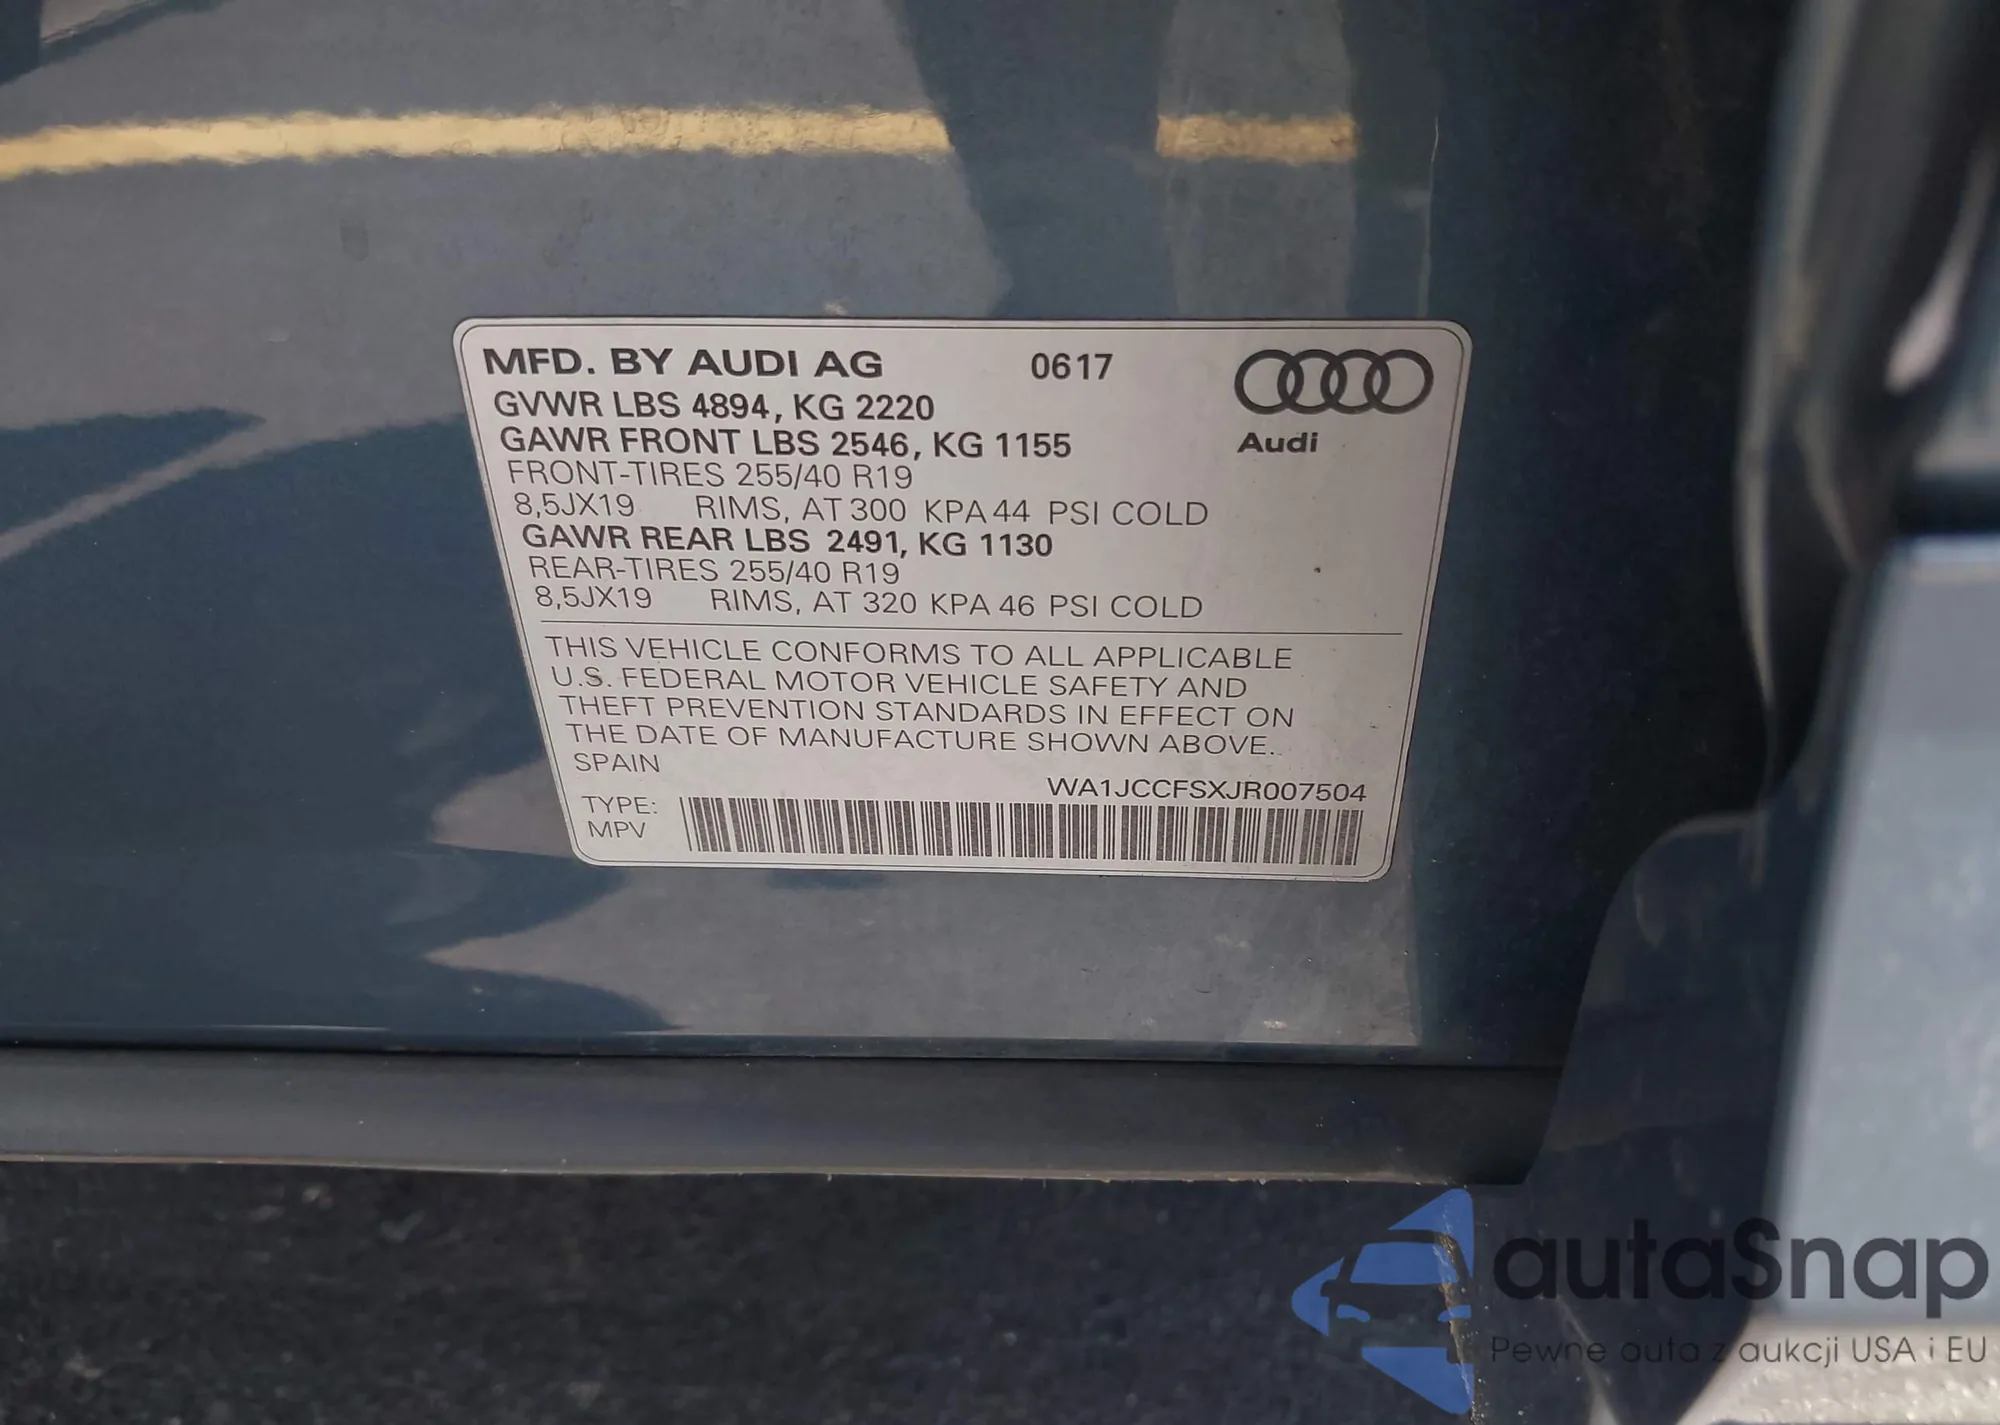 MFD. BY AUDI AG 0617
GVWR LBS 4894, KG 2220
GAWR FRONT LBS 2546, KG 1155
Audi
FRONT-TIRES 255/40 R19
8,5JX19 RIMS, AT 300 KPA 44 PSI COLD
GAWR REAR LBS 2491, KG 1130
REAR-TIRES 255/40 R19
8,5JX19 RIMS, AT 320 KPA 46 PSI COLD
THIS VEHICLE CONFORMS TO ALL APPLICABLE
U.S. FEDERAL MOTOR VEHICLE SAFETY AND
THEFT PREVENTION STANDARDS IN EFFECT ON
THE DATE OF MANUFACTURE SHOWN ABOVE.
SPAIN
WA1JCCFSXJR007504
TYPE:
MPV
autaSnap
Pewne auta z aukcji USA i EU